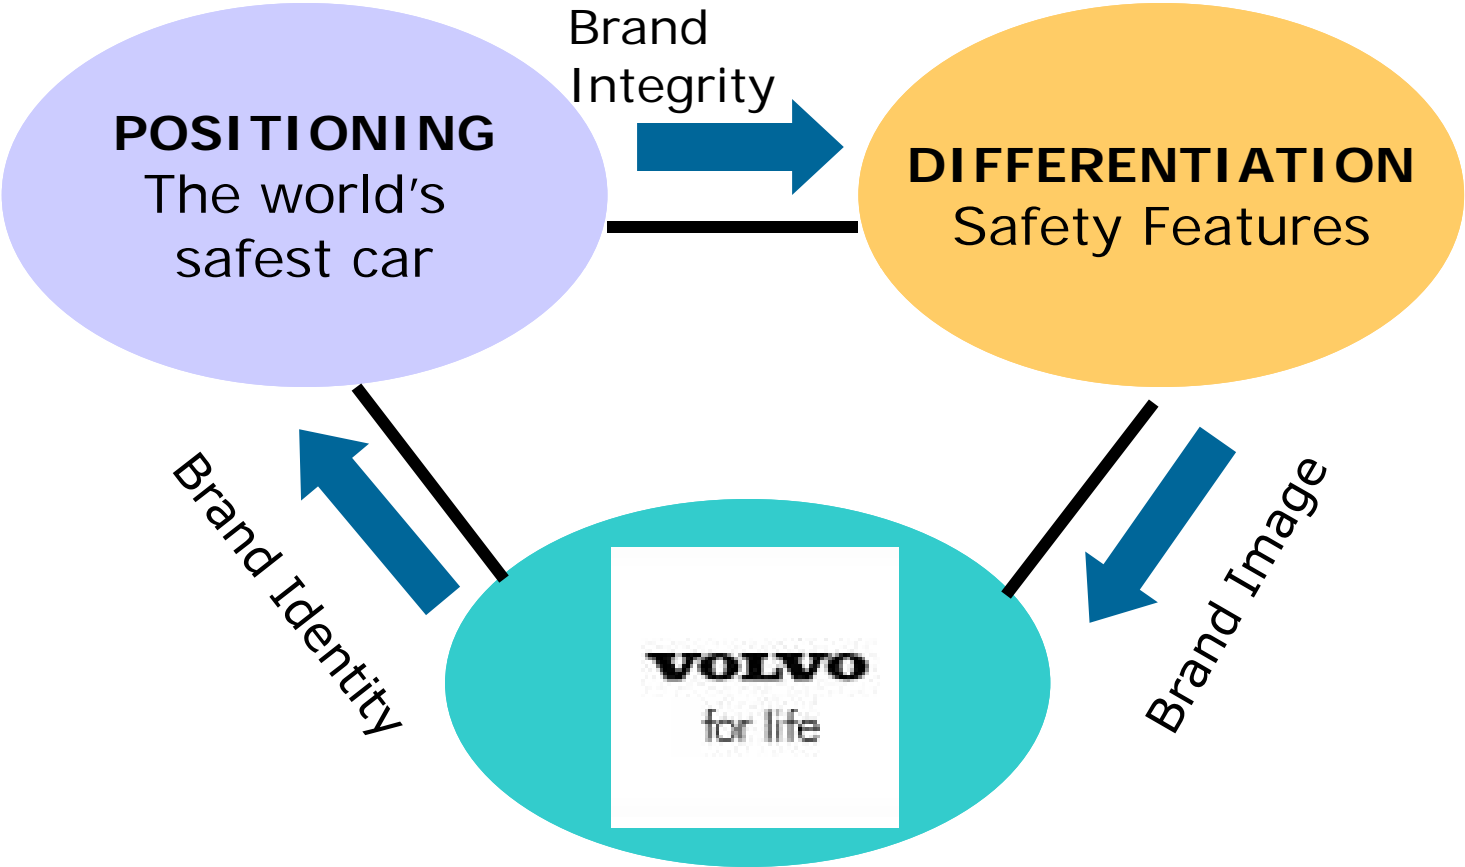 Brand
Integrity
POSITIONING
The world's
safest car
DIFFERENTIATION
Safety Features
Brand Identity
Brand Image
VOLVO
for life